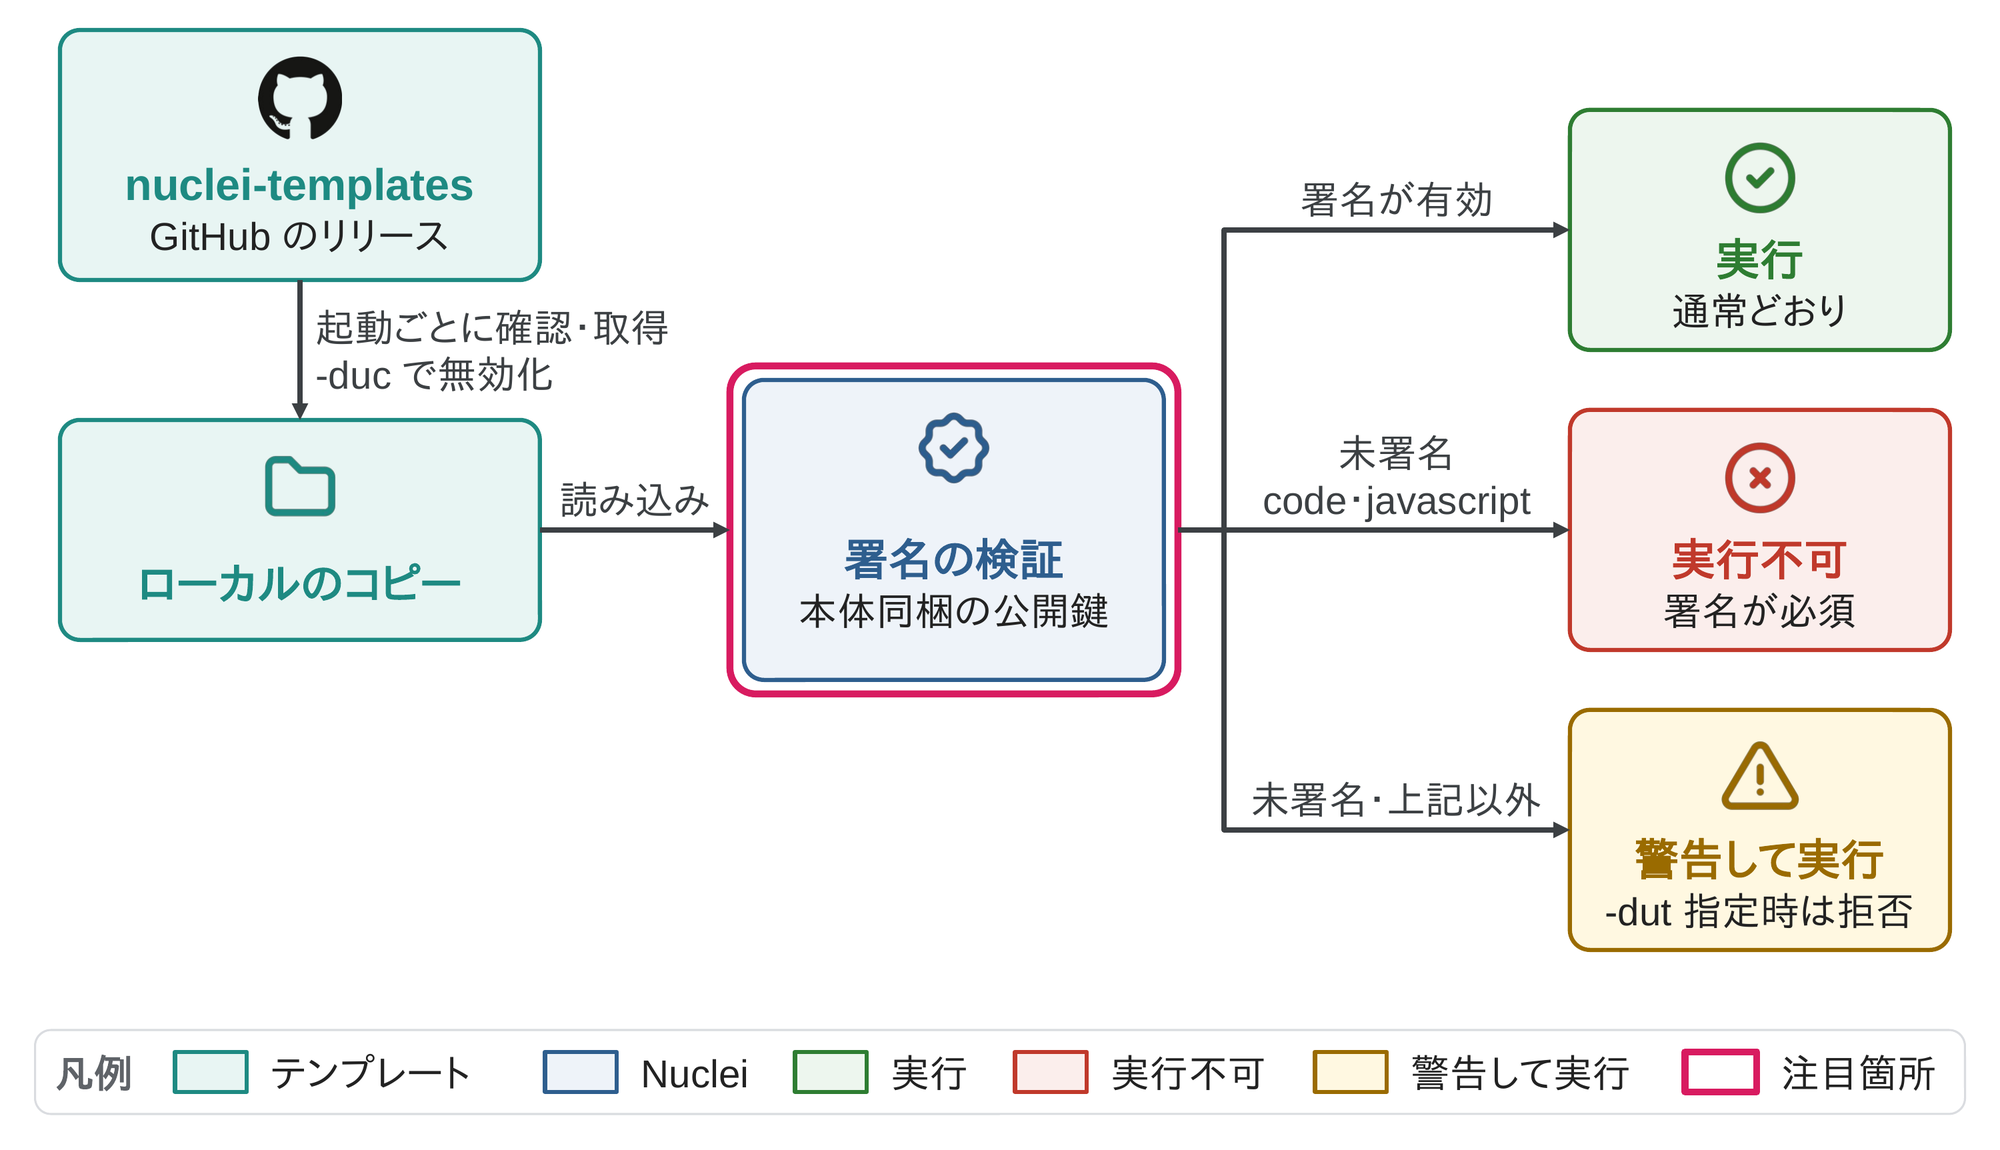 nuclei-templates
GitHub のリリース
起動ごとに確認・取得
-duc で無効化
ローカルのコピー
読み込み
署名の検証
本体同梱の公開鍵
署名が有効
実行
通常どおり
未署名
code・javascript
実行不可
署名が必須
未署名・上記以外
警告して実行
-dut 指定時は拒否
凡例
テンプレート
Nuclei
実行
実行不可
警告して実行
注目箇所